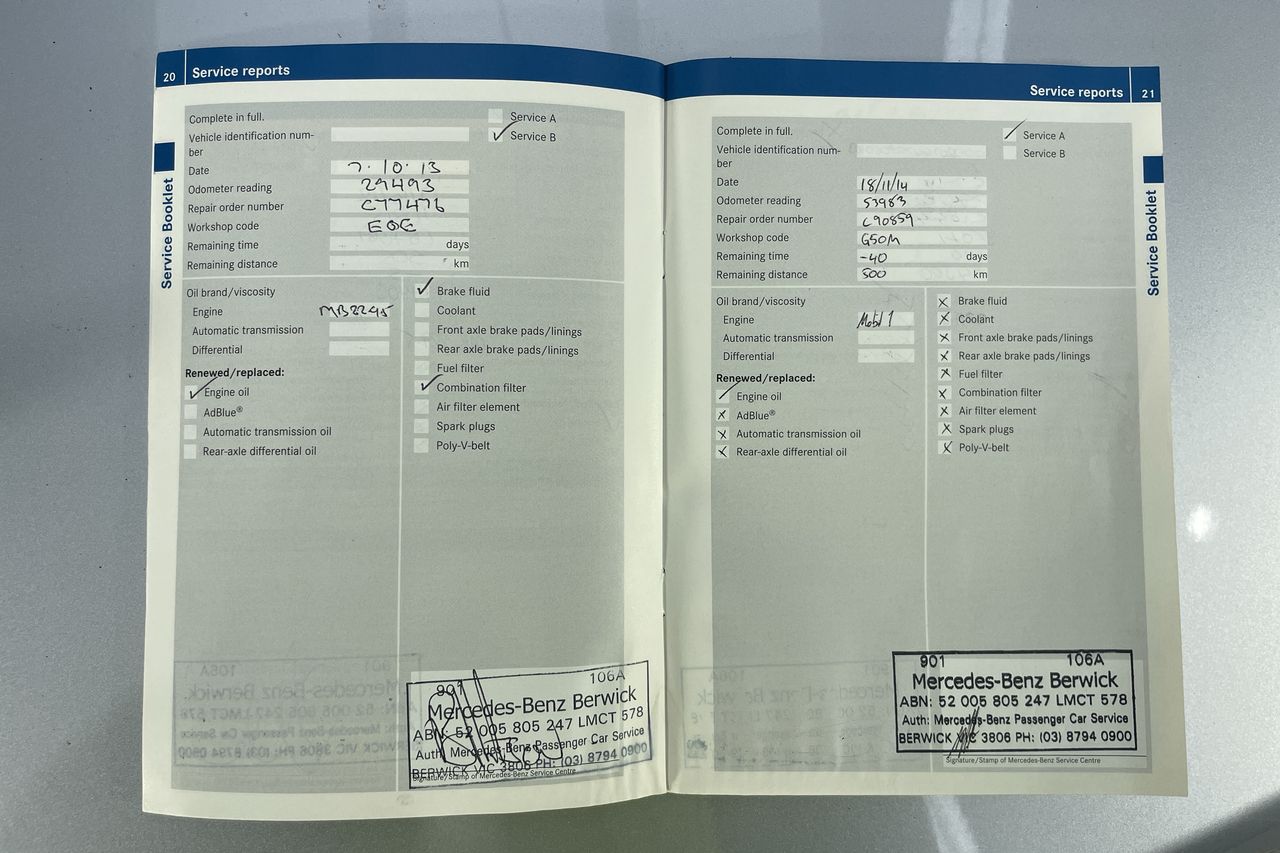 20 Service reports
Complete in full.
Service A
Vehicle identification num-
ber
Service B
Date 7.10.13
Odometer reading 29493
Repair order number C77476
Workshop code EQE
Remaining time days
Remaining distance km
Service Booklet
Oil brand/viscosity
Engine MB2295
Automatic transmission
Differential
Renewed/replaced:
Engine oil
AdBlue®
Automatic transmission oil
Rear-axle differential oil
Brake fluid
Coolant
Front axle brake pads/linings
Rear axle brake pads/linings
Fuel filter
Combination filter
Air filter element
Spark plugs
Poly-V-belt
901 106A
Mercedes-Benz Berwick
ABN: 52 005 805 247 LMCT 578
Auth: Mercedes-Benz Passenger Car Service
BERWICK VIC 3806 PH: (03) 8794 0900
Signature/Stamp of Mercedes-Benz Service Centre
Service reports 21
Complete in full.
Service A
Vehicle identification num-
ber
Service B
Date 18/11/14
Odometer reading 53983
Repair order number C90859
Workshop code G50M
Remaining time -40 days
Remaining distance 500 km
Service Booklet
Oil brand/viscosity
Engine Mobil 1
Automatic transmission
Differential
Renewed/replaced:
Engine oil
AdBlue®
Automatic transmission oil
Rear-axle differential oil
Brake fluid
Coolant
Front axle brake pads/linings
Rear axle brake pads/linings
Fuel filter
Combination filter
Air filter element
Spark plugs
Poly-V-belt
901 106A
Mercedes-Benz Berwick
ABN: 52 005 805 247 LMCT 578
Auth: Mercedes-Benz Passenger Car Service
BERWICK VIC 3806 PH: (03) 8794 0900
Signature/Stamp of Mercedes-Benz Service Centre